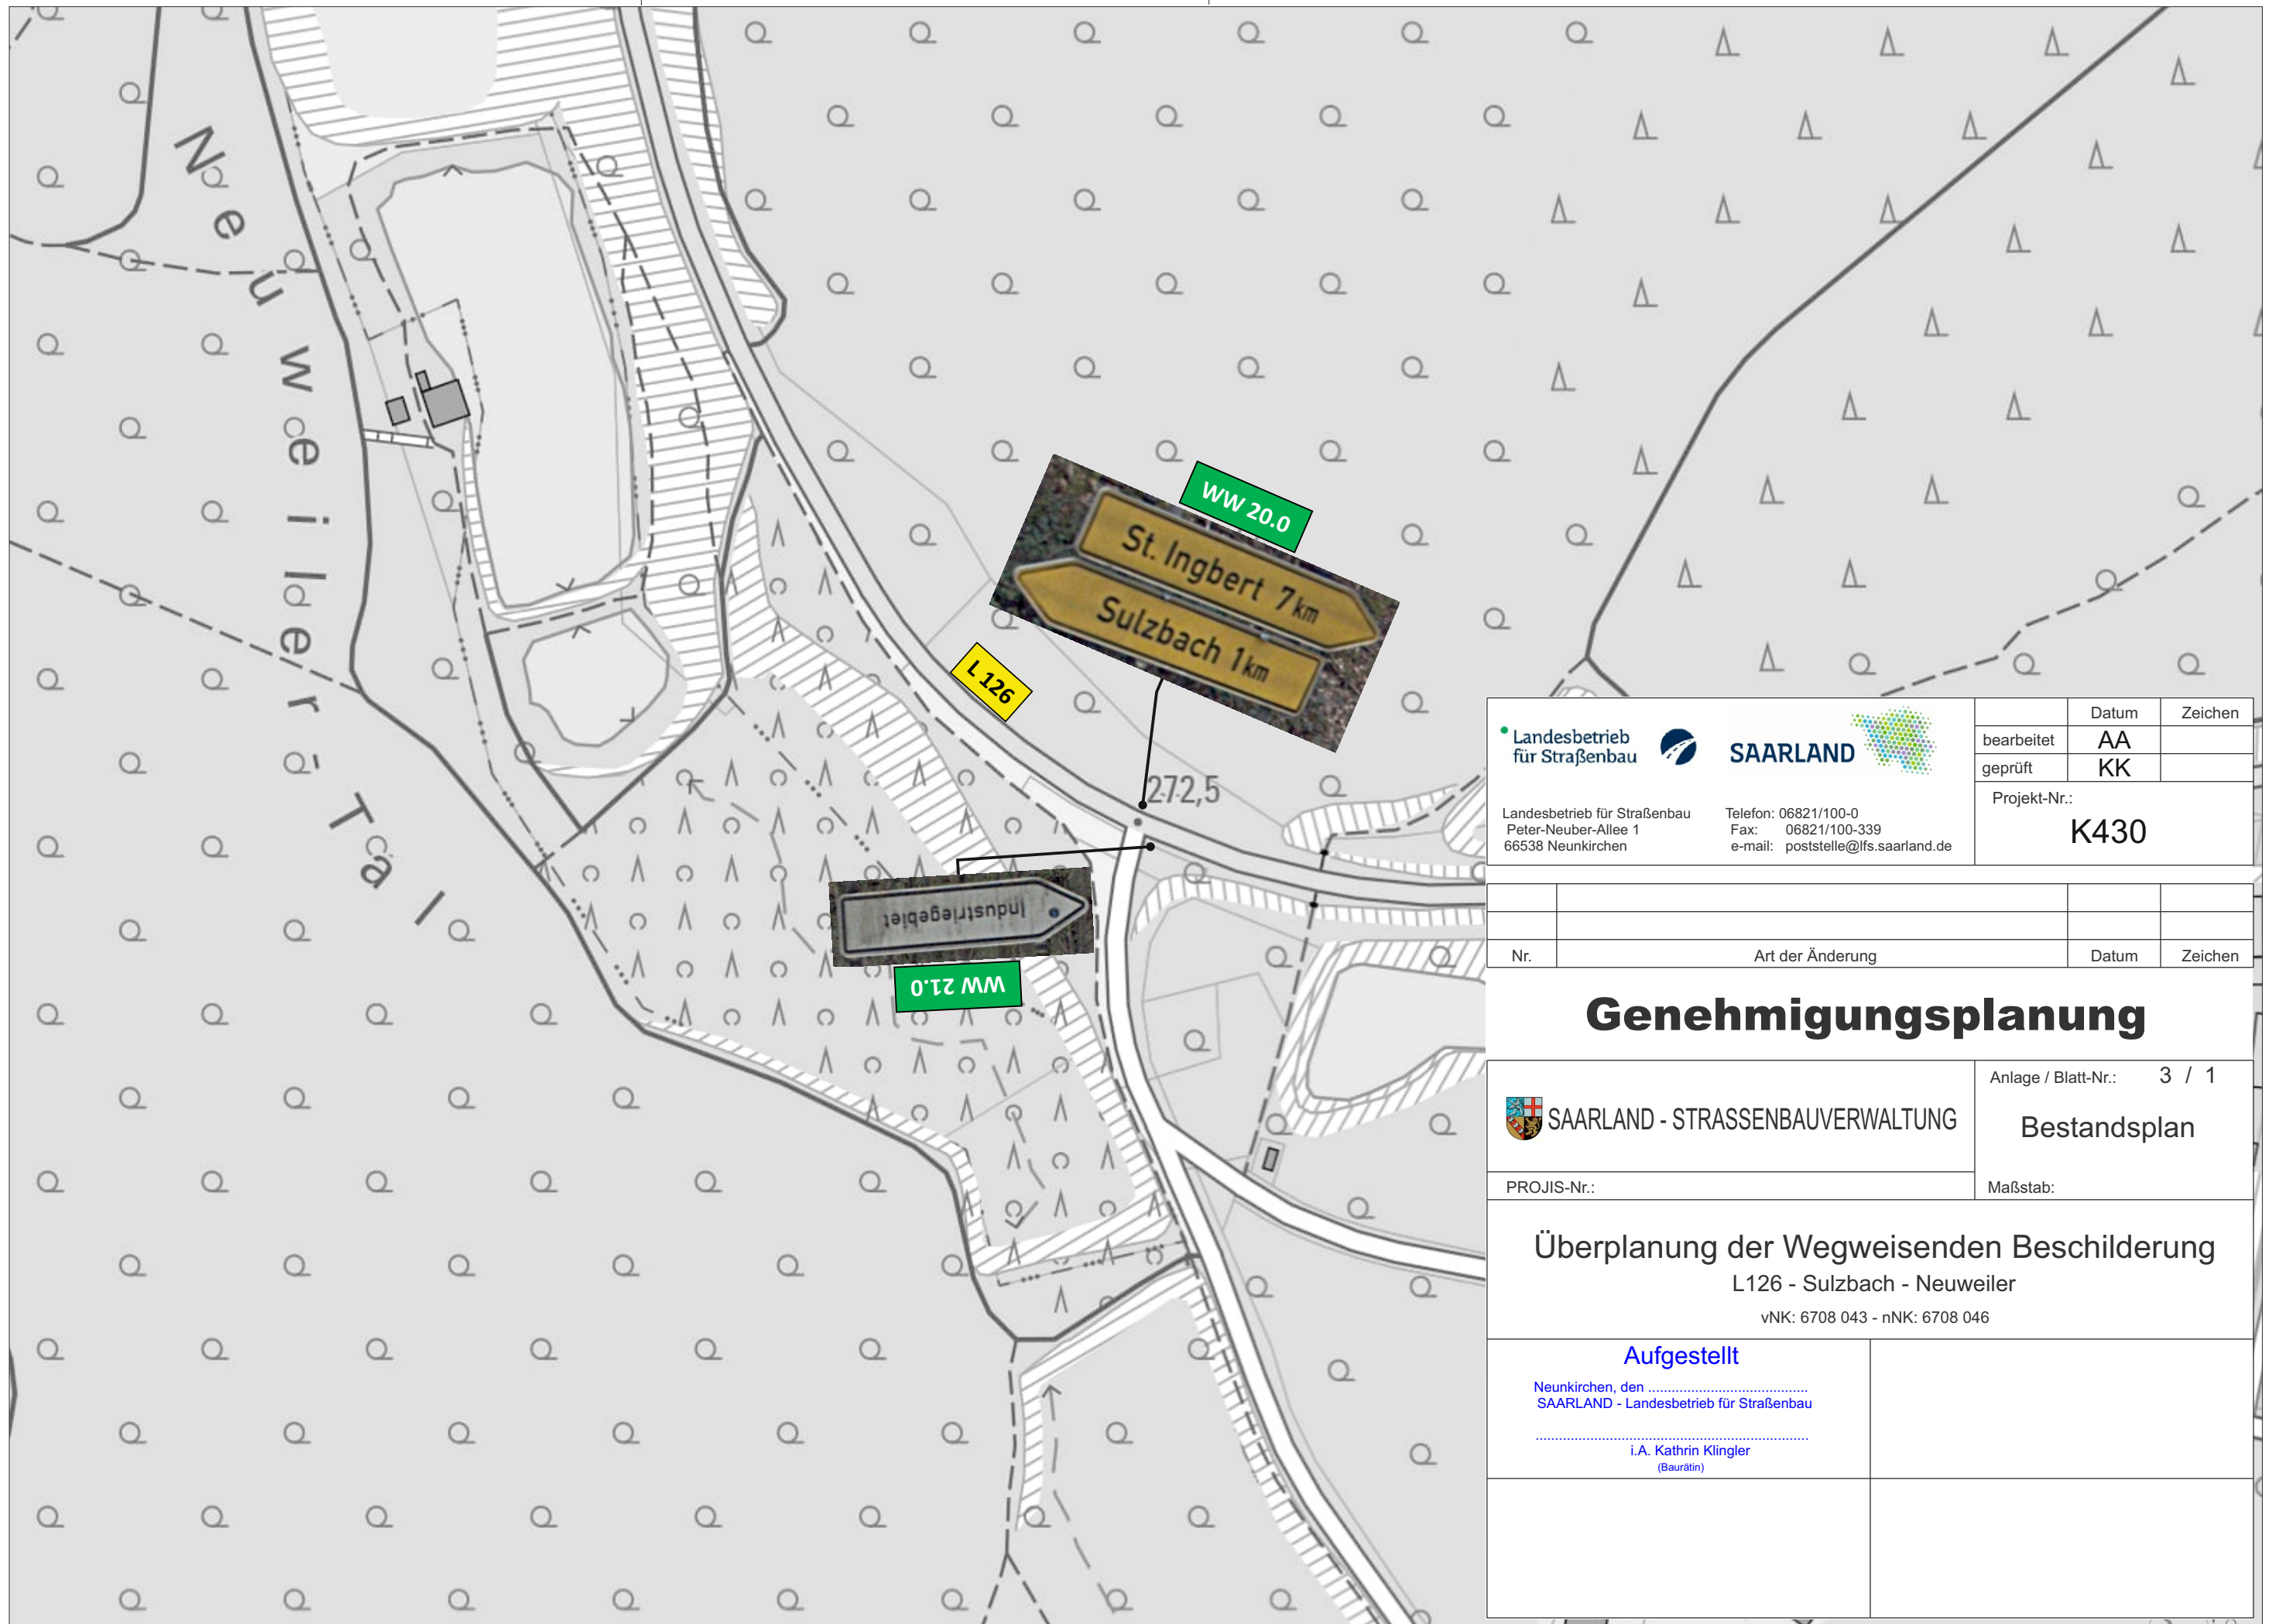 Neuweiler-Tal
WW 20.0
St. Ingbert 7 km
Sulzbach 1 km
L 126
272,5
Industriegebiet
WW 21.0
Landesbetrieb
für Straßenbau
SAARLAND
Landesbetrieb für Straßenbau
Peter-Neuber-Allee 1
66538 Neunkirchen
Telefon: 06821/100-0
Fax: 06821/100-339
e-mail: poststelle@lfs.saarland.de
Datum Zeichen
bearbeitet AA
geprüft KK
Projekt-Nr.:
K430
Nr. Art der Änderung Datum Zeichen
Genehmigungsplanung
SAARLAND - STRASSENBAUVERWALTUNG
Anlage / Blatt-Nr.: 3 / 1
Bestandsplan
PROJIS-Nr.:
Maßstab:
Überplanung der Wegweisenden Beschilderung
L126 - Sulzbach - Neuweiler
vNK: 6708 043 - nNK: 6708 046
Aufgestellt
Neunkirchen, den .........................................
SAARLAND - Landesbetrieb für Straßenbau
......................................................................
i.A. Kathrin Klingler
(Baurätin)